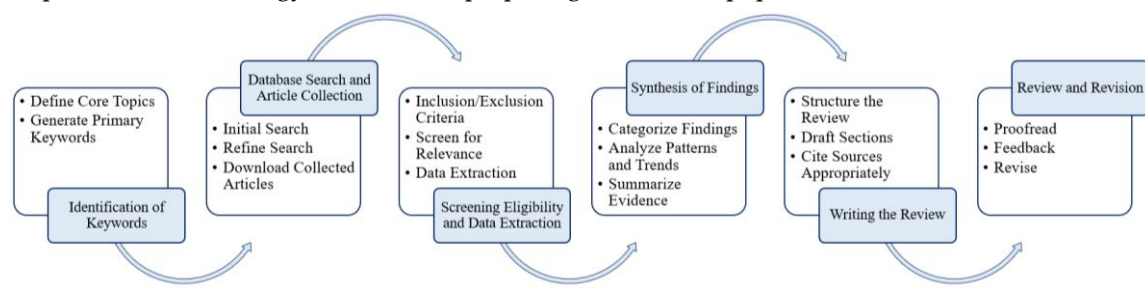 • Define Core Topics
• Generate Primary
Keywords
Identification of
Keywords
Database Search and
Article Collection
• Initial Search
• Refine Search
• Download Collected
Articles
• Inclusion/Exclusion
Criteria
• Screen for
Relevance
• Data Extraction
Screening Eligibility
and Data Extraction
Synthesis of Findings
• Categorize Findings
• Analyze Patterns
and Trends
• Summarize
Evidence
• Structure the
Review
• Draft Sections
• Cite Sources
Appropriately
Writing the Review
Review and Revision
• Proofread
• Feedback
• Revise